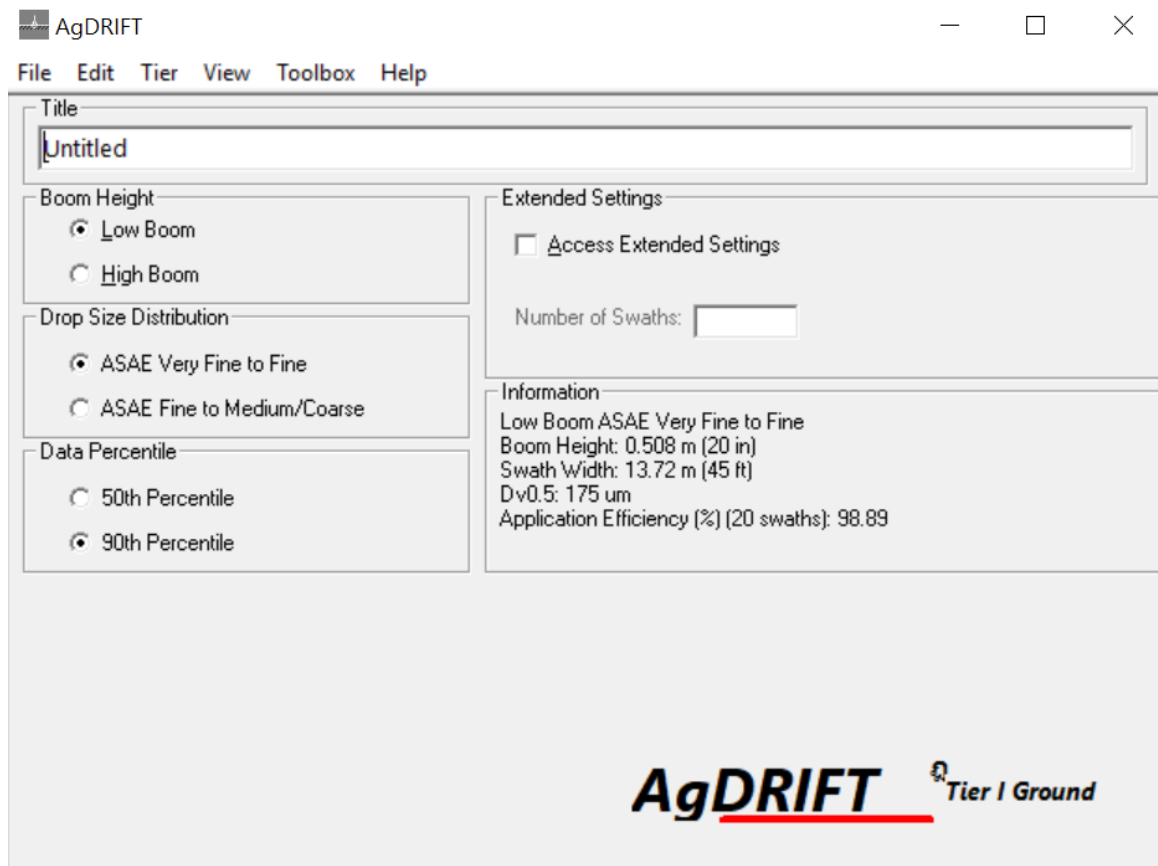 AgDRIFT
File Edit Tier View Toolbox Help
Title
Untitled
Boom Height
Low Boom
High Boom
Drop Size Distribution
ASAE Very Fine to Fine
ASAE Fine to Medium/Coarse
Data Percentile
50th Percentile
90th Percentile
Extended Settings
Access Extended Settings
Number of Swaths:
Information
Low Boom ASAE Very Fine to Fine
Boom Height: 0.508 m (20 in)
Swath Width: 13.72 m (45 ft)
Dv0.5: 175 um
Application Efficiency (%) (20 swaths): 98.89
AgDRIFT
Tier I Ground